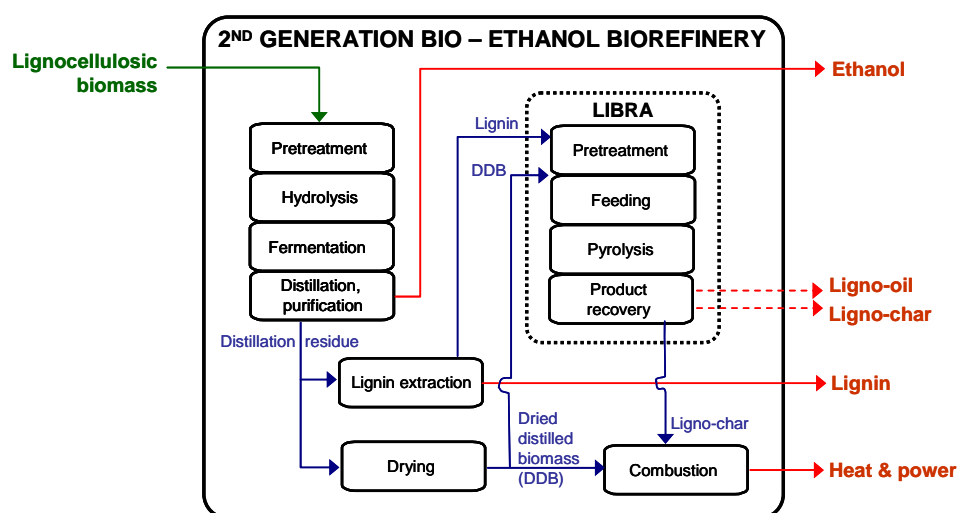 2ND GENERATION BIO – ETHANOL BIOREFINERY
Lignocellulosic
biomass
Ethanol
LIBRA
Lignin
DDB
Pretreatment
Hydrolysis
Fermentation
Distillation,
purification
Pretreatment
Feeding
Pyrolysis
Product
recovery
Ligno-oil
Ligno-char
Distillation residue
Lignin extraction
Lignin
Drying
Dried
distilled
biomass
(DDB)
Ligno-char
Combustion
Heat & power